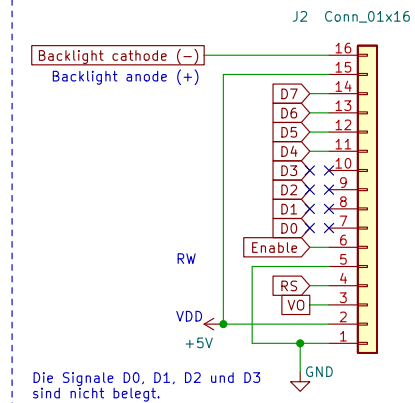 J2 Conn_01x16
Backlight cathode (-) 16
Backlight anode (+) 15
D7 14
D6 13
D5 12
D4 11
D3 10
D2 9
D1 8
D0 7
Enable 6
RW 5
RS 4
VO 3
VDD 2
+5V 1
GND
Die Signale D0, D1, D2 und D3
sind nicht belegt.